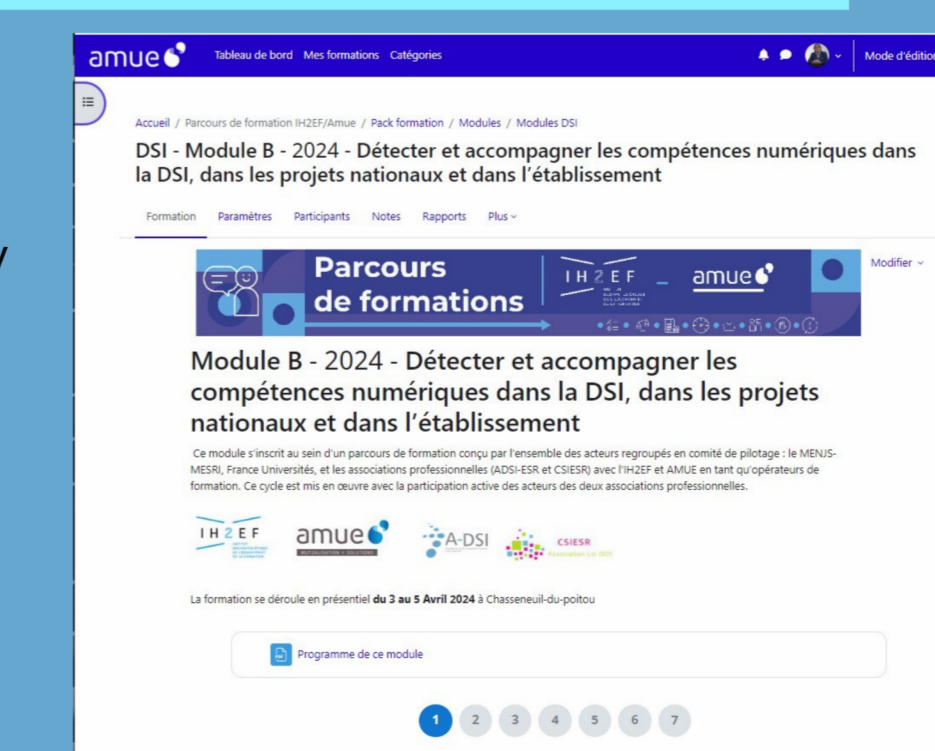 amue
Tableau de bord Mes formations Catégories
Mode d'édition
Accueil / Parcours de formation IH2EF/Amue / Pack formation / Modules / Modules DSI
DSI - Module B - 2024 - Détecter et accompagner les compétences numériques dans
la DSI, dans les projets nationaux et dans l'établissement
Formation Paramètres Participants Notes Rapports Plus
Parcours
de formations
IH2EF
amue
Modifier
Module B - 2024 - Détecter et accompagner les
compétences numériques dans la DSI, dans les projets
nationaux et dans l'établissement
Ce module s'inscrit au sein d'un parcours de formation conçu par l'ensemble des acteurs regroupés en comité de pilotage : le MENJS-
MESRI, France Universités, et les associations professionnelles (ADSI-ESR et CSIESR) avec l'IH2EF et AMUE en tant qu'opérateurs de
formation. Ce cycle est mis en œuvre avec la participation active des acteurs des deux associations professionnelles.
IH2EF
amue
MUTUALISATION + SOLUTIONS
A-DSI
CSIESR
Association Loi 1901
La formation se déroule en présentiel du 3 au 5 Avril 2024 à Chasseneuil-du-poitou
Programme de ce module
1 2 3 4 5 6 7